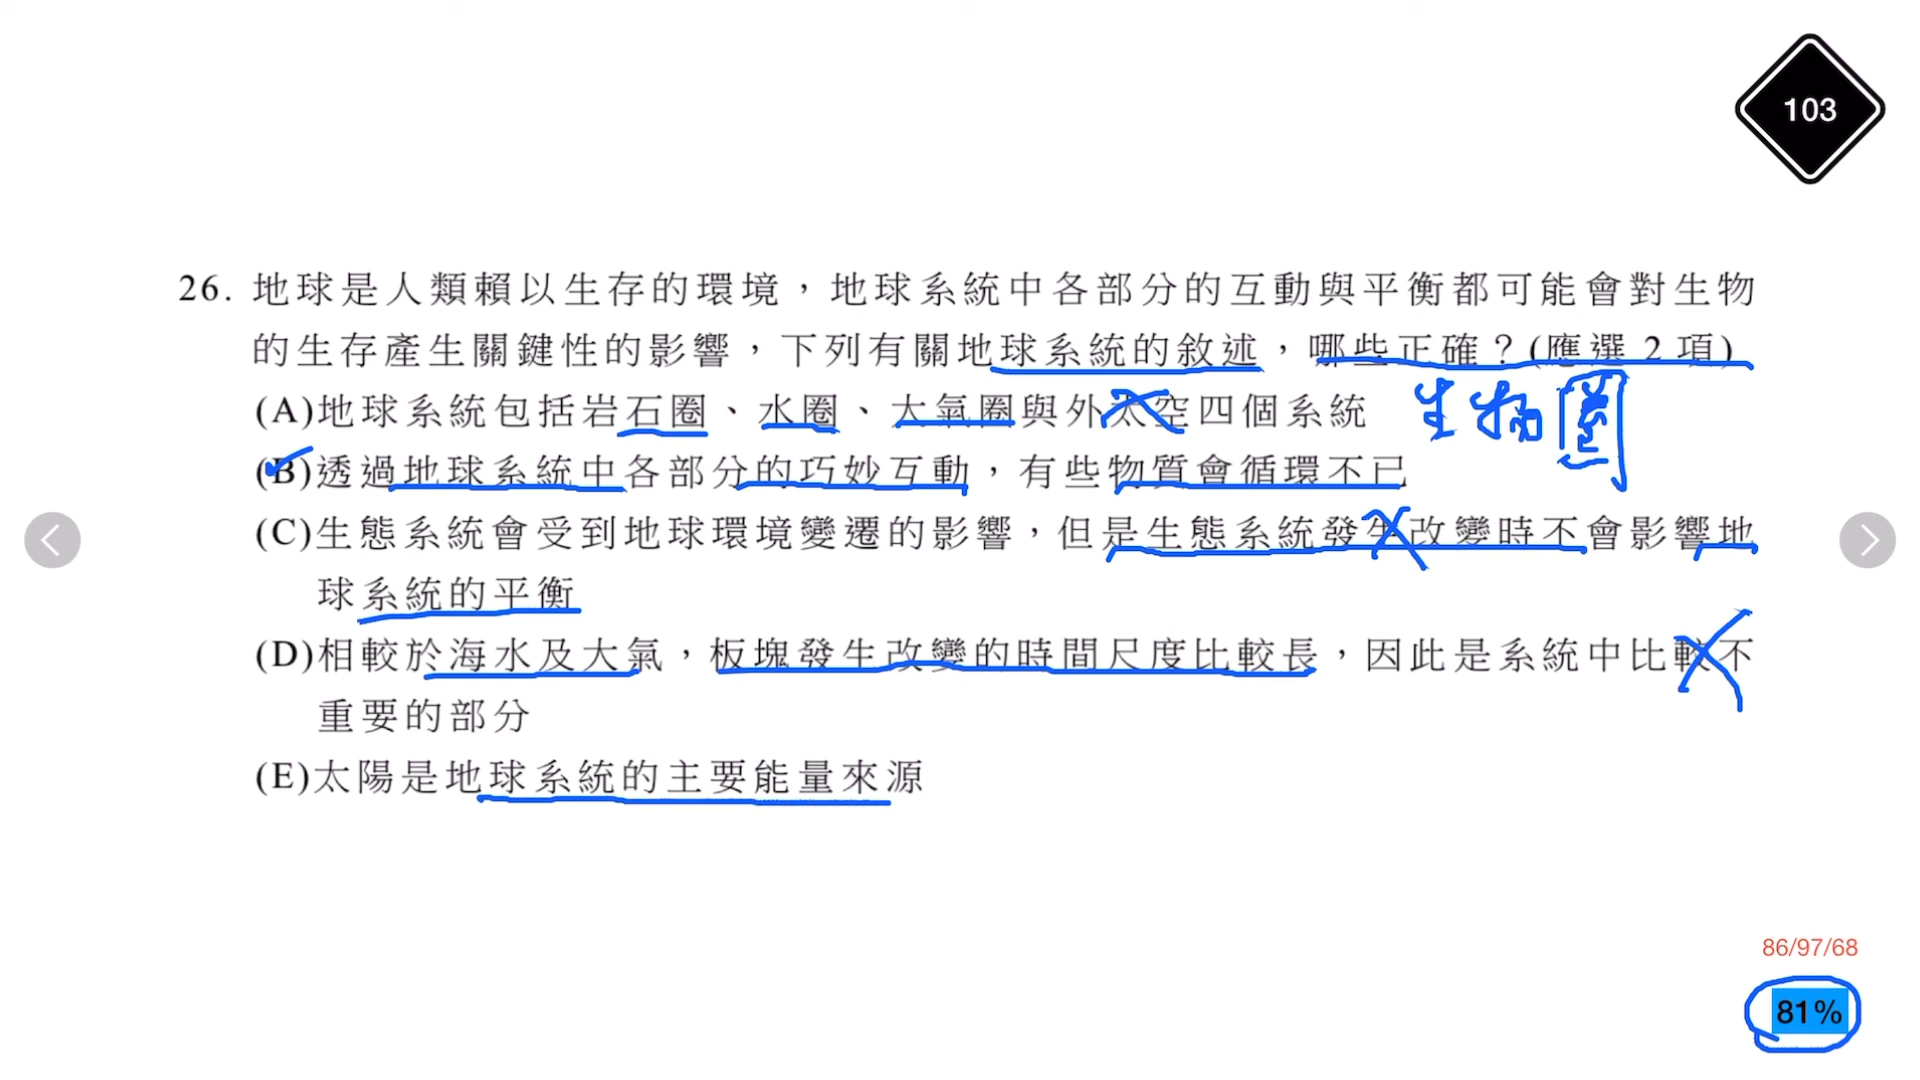 103
26. 地球是人類賴以生存的環境，地球系統中各部分的互動與平衡都可能會對生物
的生存產生關鍵性的影響，下列有關地球系統的敘述，哪些正確？(應選 2 項)
(A)地球系統包括岩石圈、水圈、大氣圈與外太空四個系統
生物圈
(B)透過地球系統中各部分的巧妙互動，有些物質會循環不已
(C)生態系統會受到地球環境變遷的影響，但是生態系統發生改變時不會影響地
球系統的平衡
(D)相較於海水及大氣，板塊發生改變的時間尺度比較長，因此是系統中比較不
重要的部分
(E)太陽是地球系統的主要能量來源
86/97/68
81%